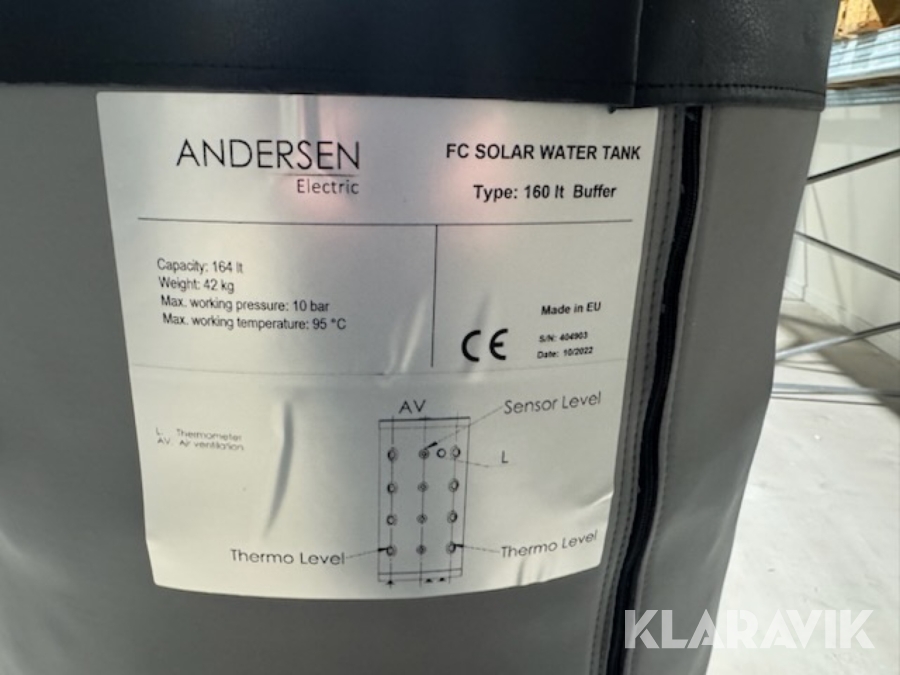 ANDERSEN
Electric
FC SOLAR WATER TANK
Type: 160 lt Buffer
Capacity: 164 lt
Weight: 42 kg
Max. working pressure: 10 bar
Max. working temperature: 95 °C
Made in EU
CE
S/N: 404903
Date: 10/2022
AV
Sensor Level
L. Thermometer
AV. Air ventilation
L
Thermo Level
Thermo Level
KLARAVIK